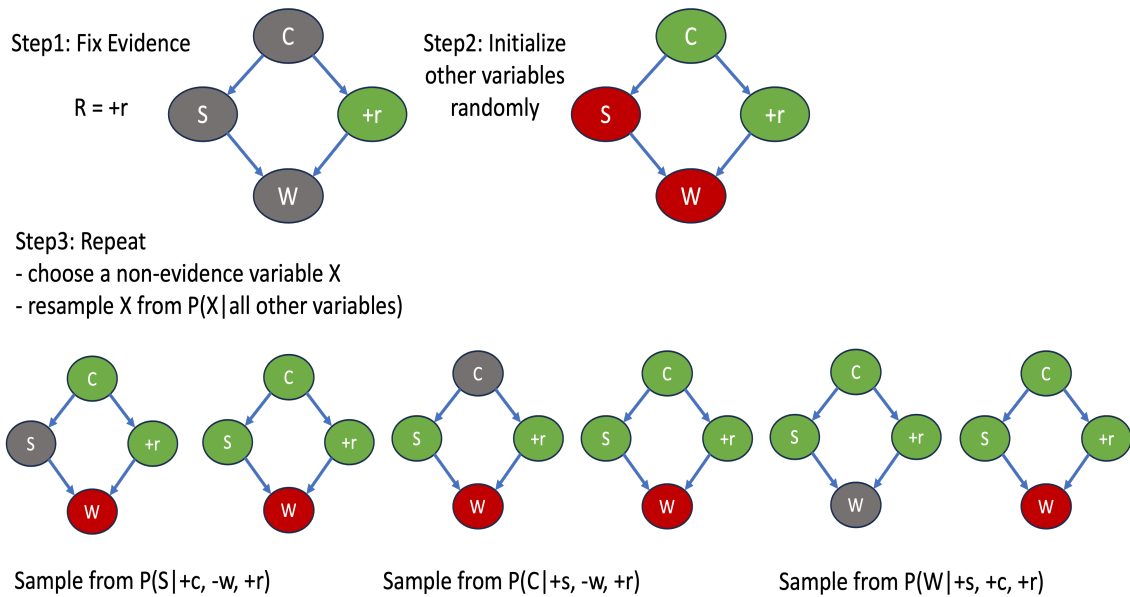 Step1: Fix Evidence
R = +r
C
S
+r
W
Step2: Initialize
other variables
randomly
C
S
+r
W
Step3: Repeat
- choose a non-evidence variable X
- resample X from P(X|all other variables)
C
S
+r
W
C
S
+r
W
C
S
+r
W
C
S
+r
W
C
S
+r
W
C
S
+r
W
Sample from P(S|+c, -w, +r)
Sample from P(C|+s, -w, +r)
Sample from P(W|+s, +c, +r)